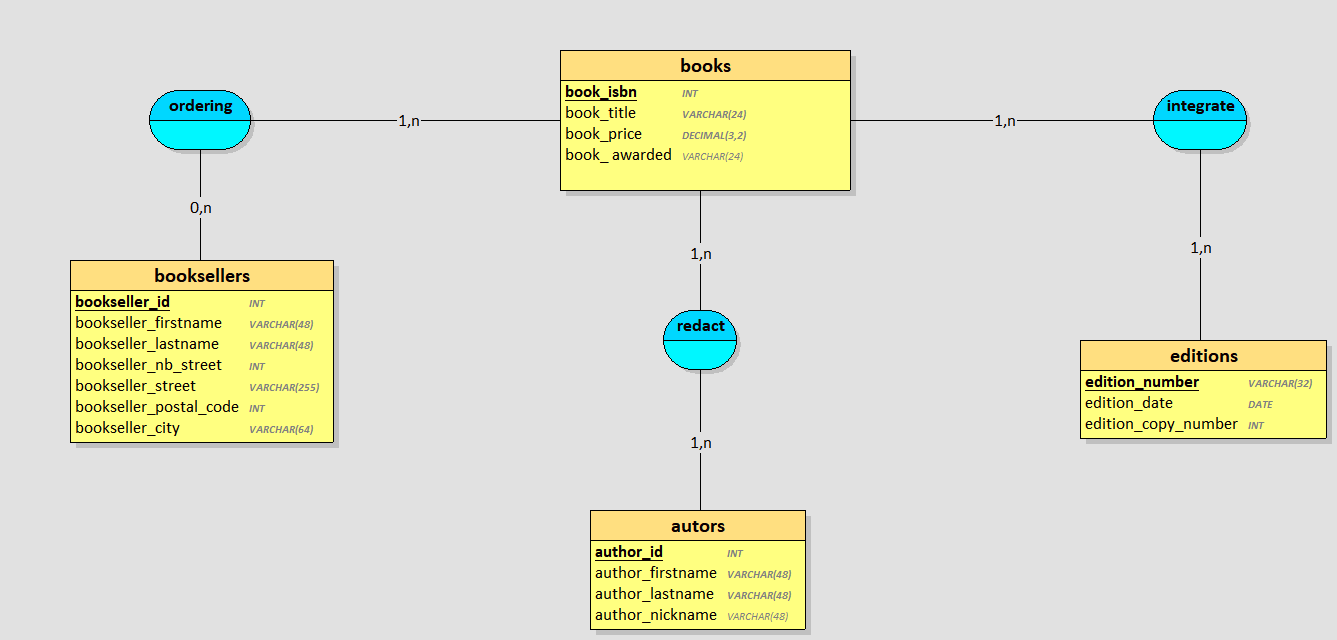 books
book_isbn INT
book_title VARCHAR(24)
book_price DECIMAL(3,2)
book_ awarded VARCHAR(24)
ordering
1,n
1,n
integrate
0,n
1,n
1,n
booksellers
bookseller_id INT
bookseller_firstname VARCHAR(48)
bookseller_lastname VARCHAR(48)
bookseller_nb_street INT
bookseller_street VARCHAR(255)
bookseller_postal_code INT
bookseller_city VARCHAR(64)
redact
editions
edition_number VARCHAR(32)
edition_date DATE
edition_copy_number INT
1,n
autors
author_id INT
author_firstname VARCHAR(48)
author_lastname VARCHAR(48)
author_nickname VARCHAR(48)